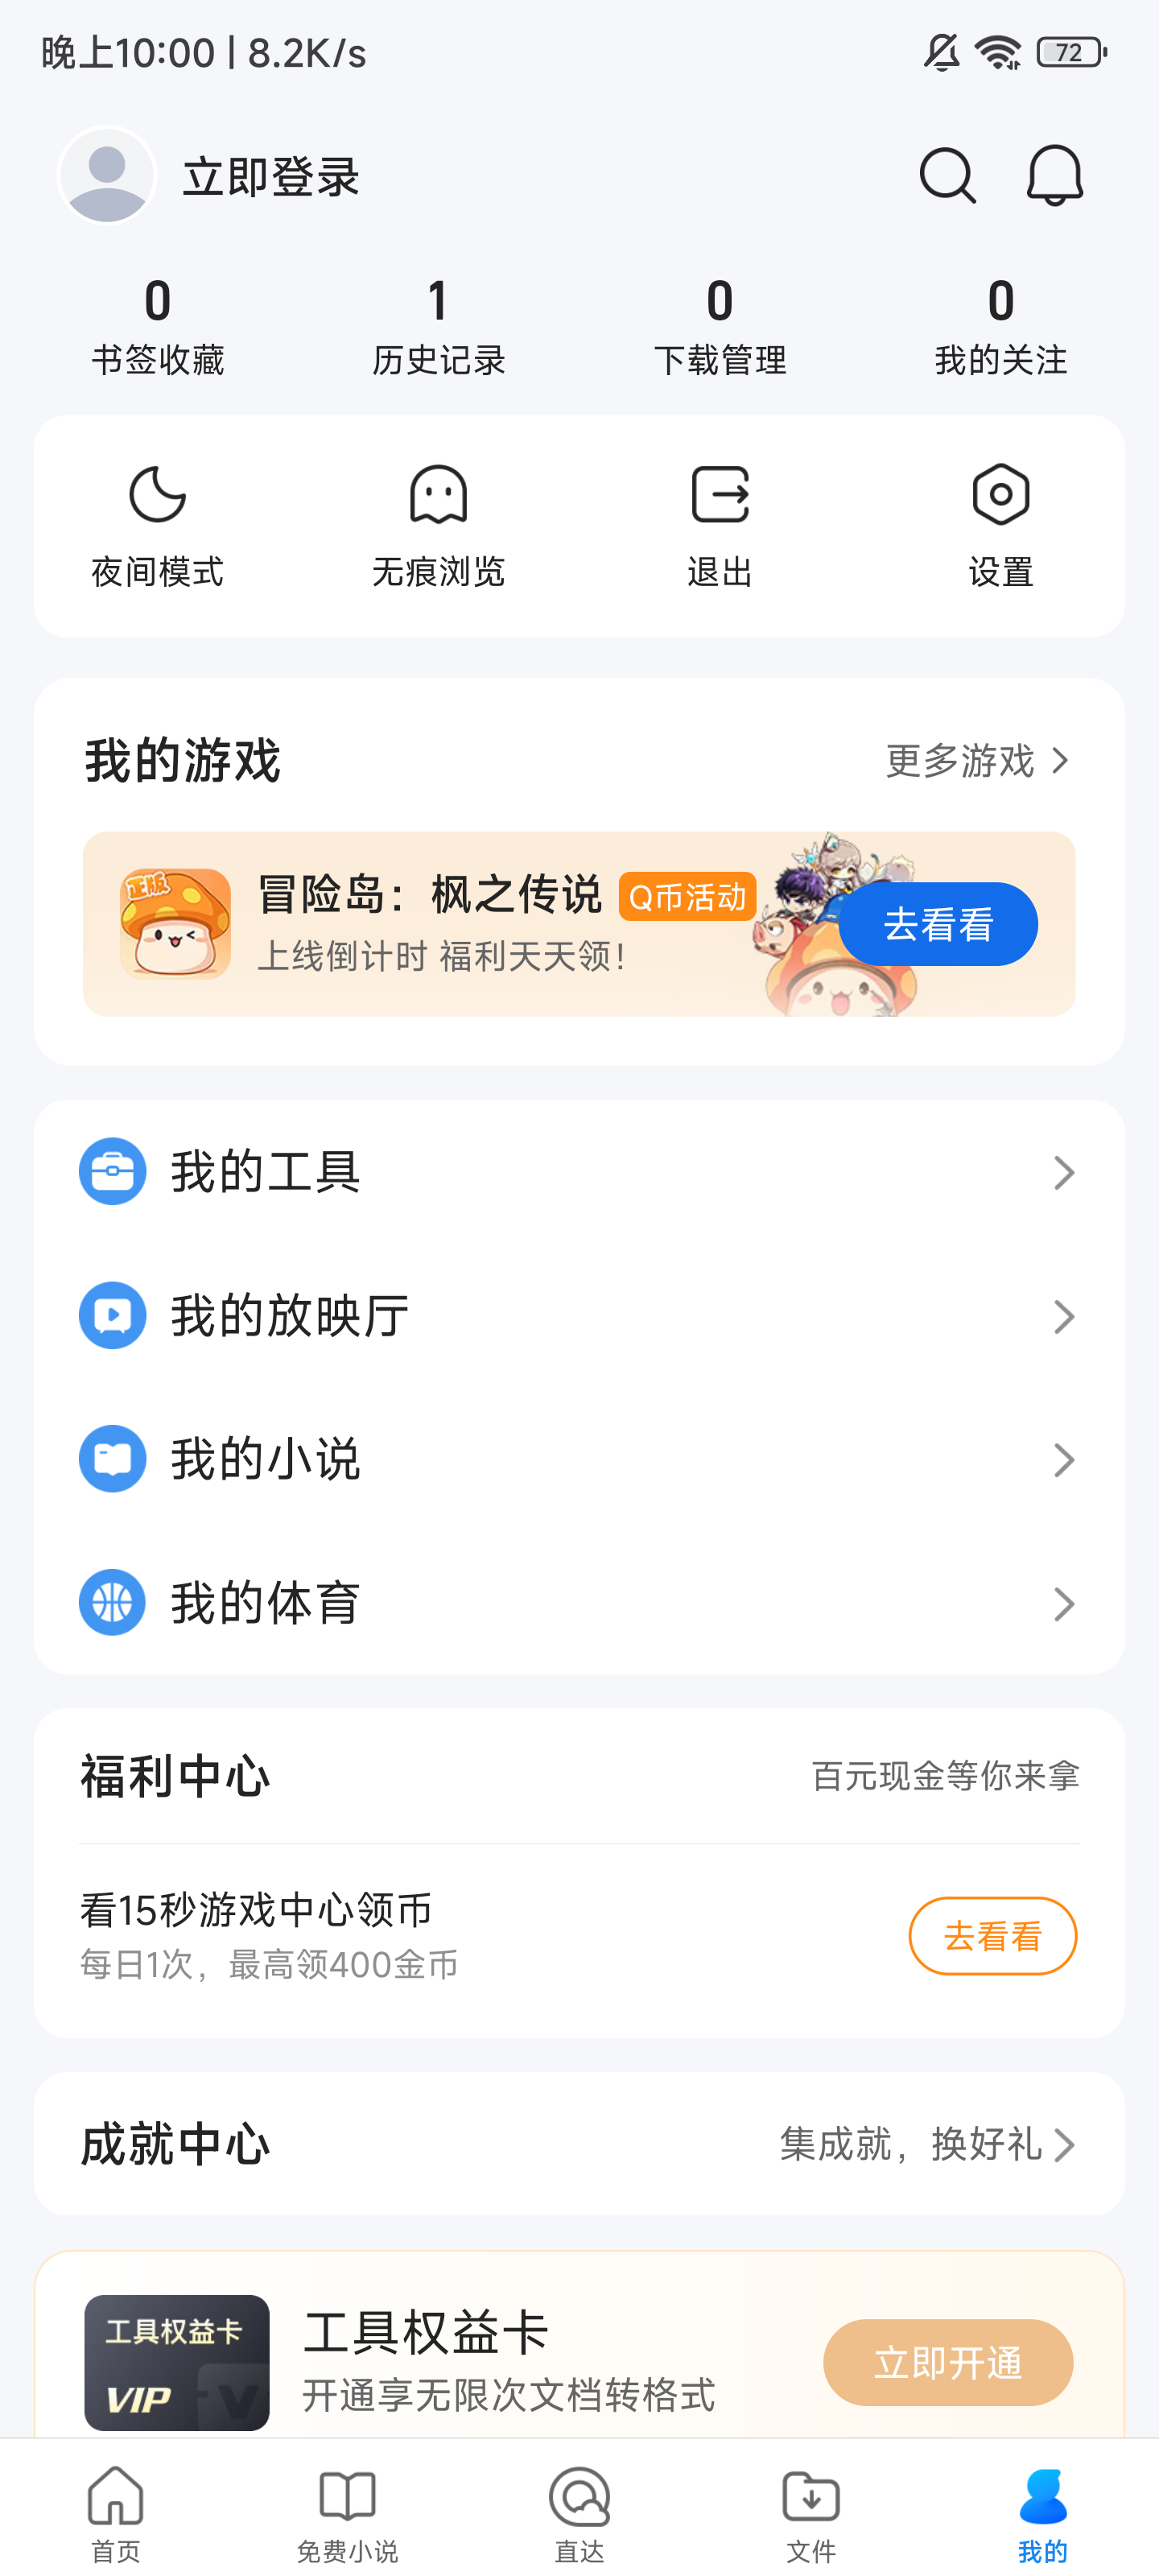 晚上10:00 | 8.2K/s
72
立即登录
0
书签收藏
1
历史记录
0
下载管理
0
我的关注
夜间模式
无痕浏览
退出
设置
我的游戏
更多游戏
正版
冒险岛：枫之传说
Q币活动
上线倒计时 福利天天领！
去看看
我的工具
我的放映厅
我的小说
我的体育
福利中心
百元现金等你来拿
看15秒游戏中心领币
每日1次，最高领400金币
去看看
成就中心
集成就，换好礼
工具权益卡
VIP
工具权益卡
开通享无限次文档转格式
立即开通
首页
免费小说
直达
文件
我的